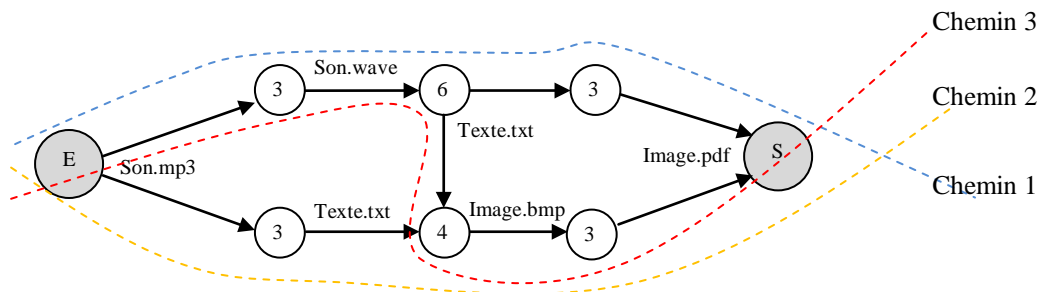 Chemin 3
Son.wave
3
6
3
Chemin 2
Texte.txt
E
Son.mp3
Image.pdf
S
Chemin 1
Texte.txt
Image.bmp
3
4
3